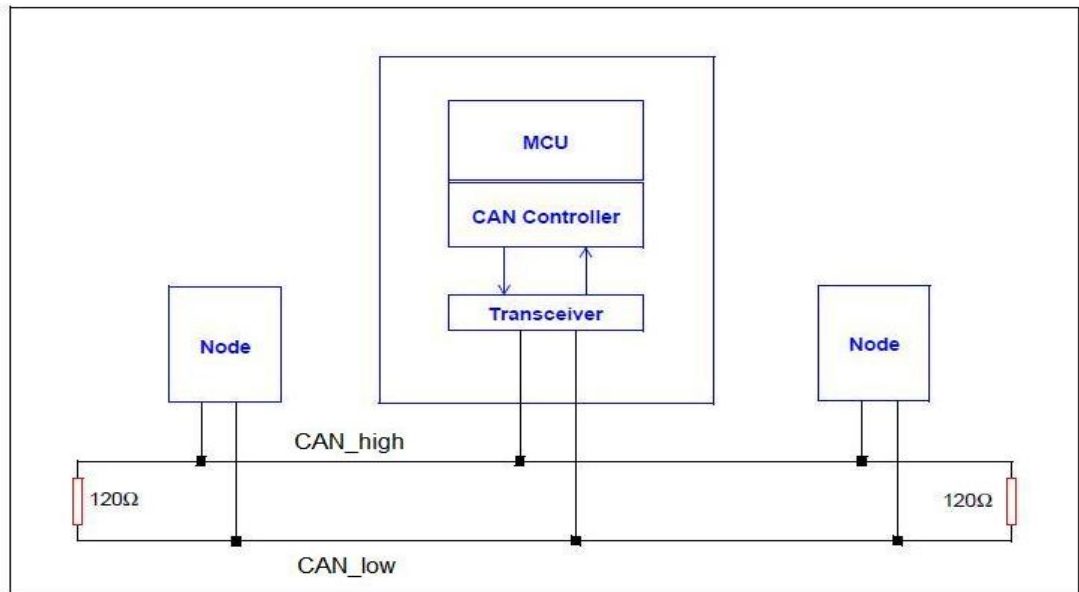 MCU
CAN Controller
Transceiver
Node
Node
CAN_high
120Ω
120Ω
CAN_low